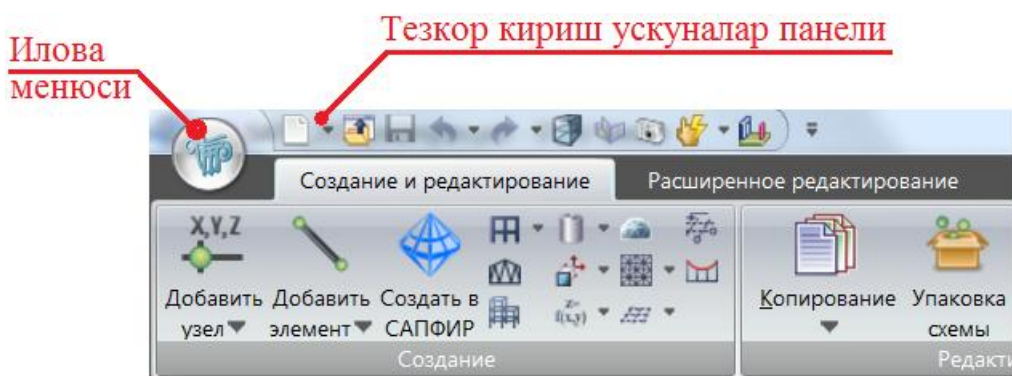 Тезкор кириш ускуналар панели
Илова
менюси
Создание и редактирование
Расширенное редактирование
X,Y,Z
Добавить
узел
Добавить
элемент
Создать в
САПФИР
z=
f(x,y)
Копирование
Упаковка
схемы
Создание